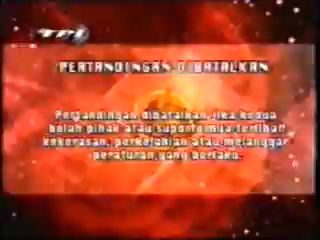 TPI
PERTANDINGAN DIBATALKAN
Pertandingan dibatalkan jika kedua
belah pihak atau suporternya terlibat
kekerasan, perkelahian atau melanggar
peraturan yang berlaku.